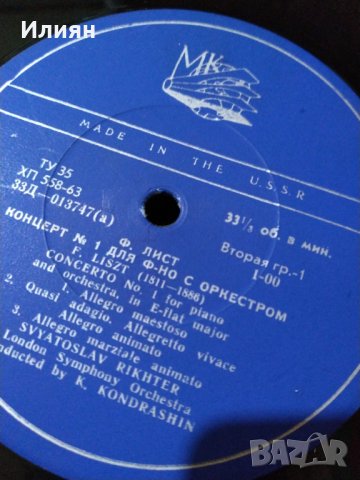 Илиян
MK
MADE IN THE U.S.S.R
ТУ 35
ХП 558-63
33Д—013747(а)
33⅓ об. в мин.
Вторая гр.-1
1-00
Ф. ЛИСТ
КОНЦЕРТ № 1 ДЛЯ Ф-НО С ОРКЕСТРОМ
F. LISZT (1811—1886)
CONCERTO No 1 for piano
and orchestra, in E-flat major
1. Allegro maestoso
2. Quasi adagio. Allegretto vivace
Allegro animato
3. Allegro marziale animato
SVYATOSLAV RIKHTER
London Symphony Orchestra
conducted by K. KONDRASHIN
BAZAR